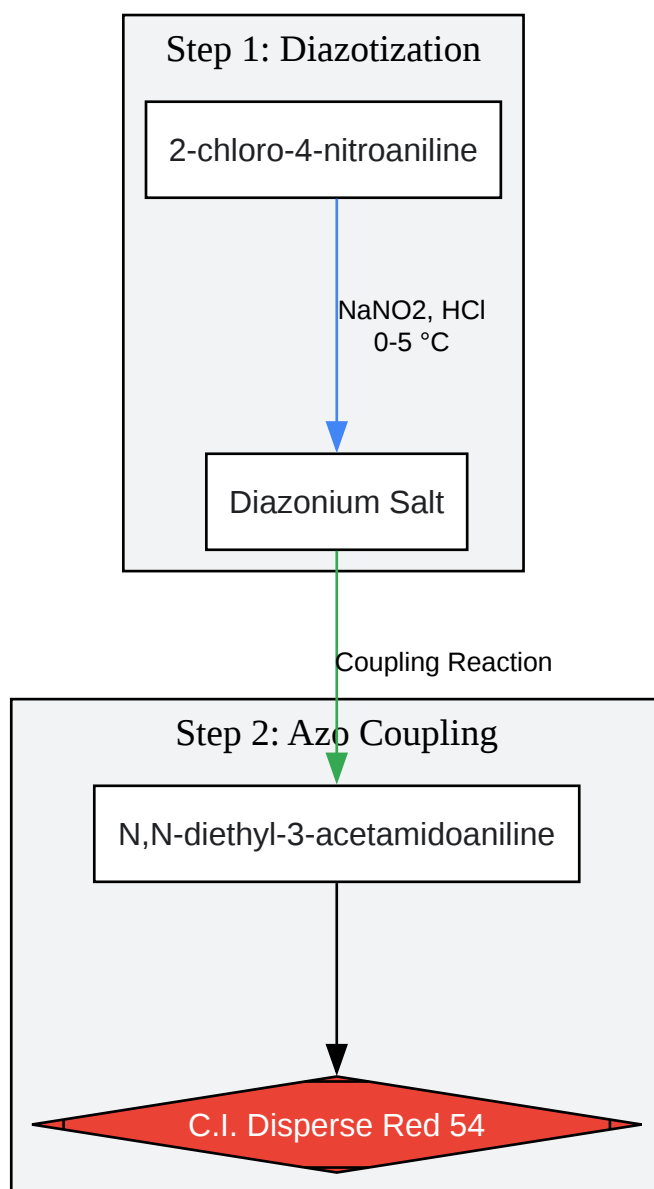 Step 1: Diazotization
2-chloro-4-nitroaniline
NaNO2, HCl
0-5 °C
Diazonium Salt
Coupling Reaction
Step 2: Azo Coupling
N,N-diethyl-3-acetamidoaniline
C.I. Disperse Red 54